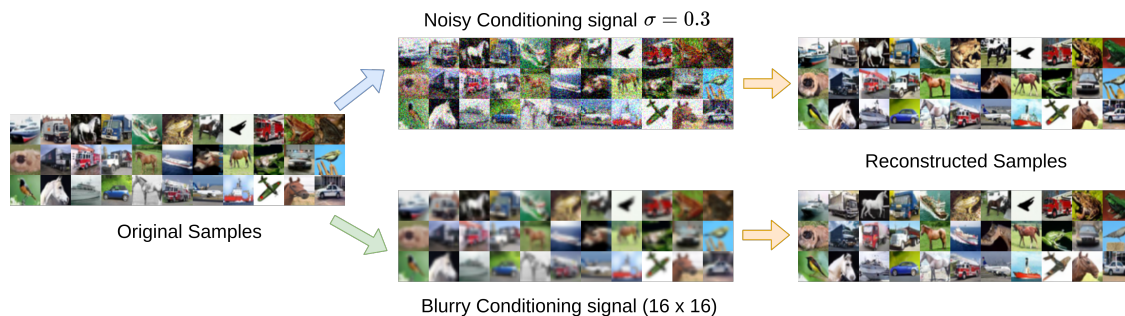 Noisy Conditioning signal σ = 0.3
Original Samples
Reconstructed Samples
Blurry Conditioning signal (16 x 16)